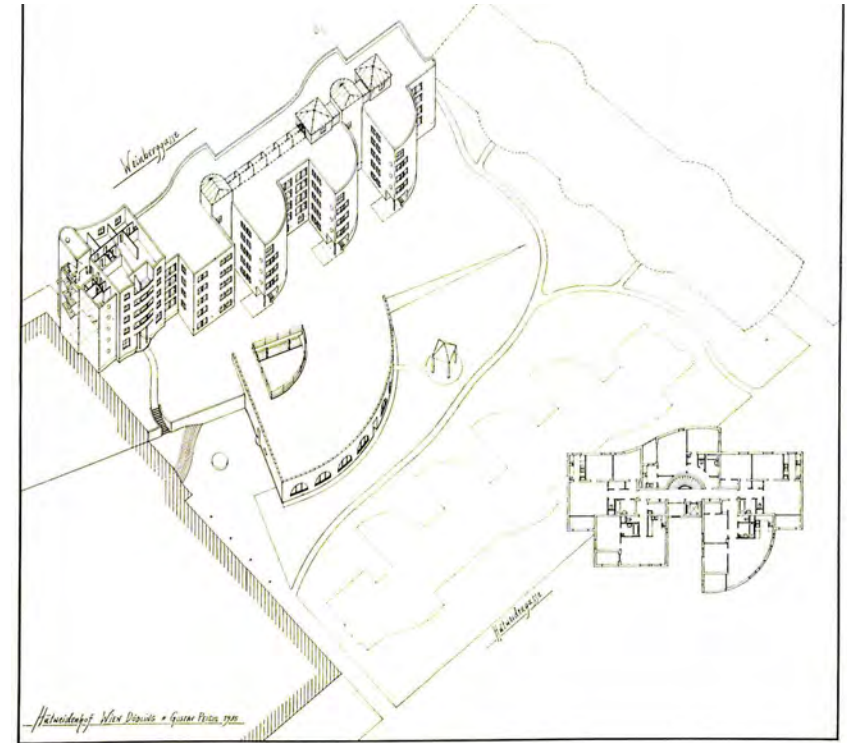 Weinberggasse
Hutweidengasse
Hutweidenhof Wien Döbling • Gustav Peichl